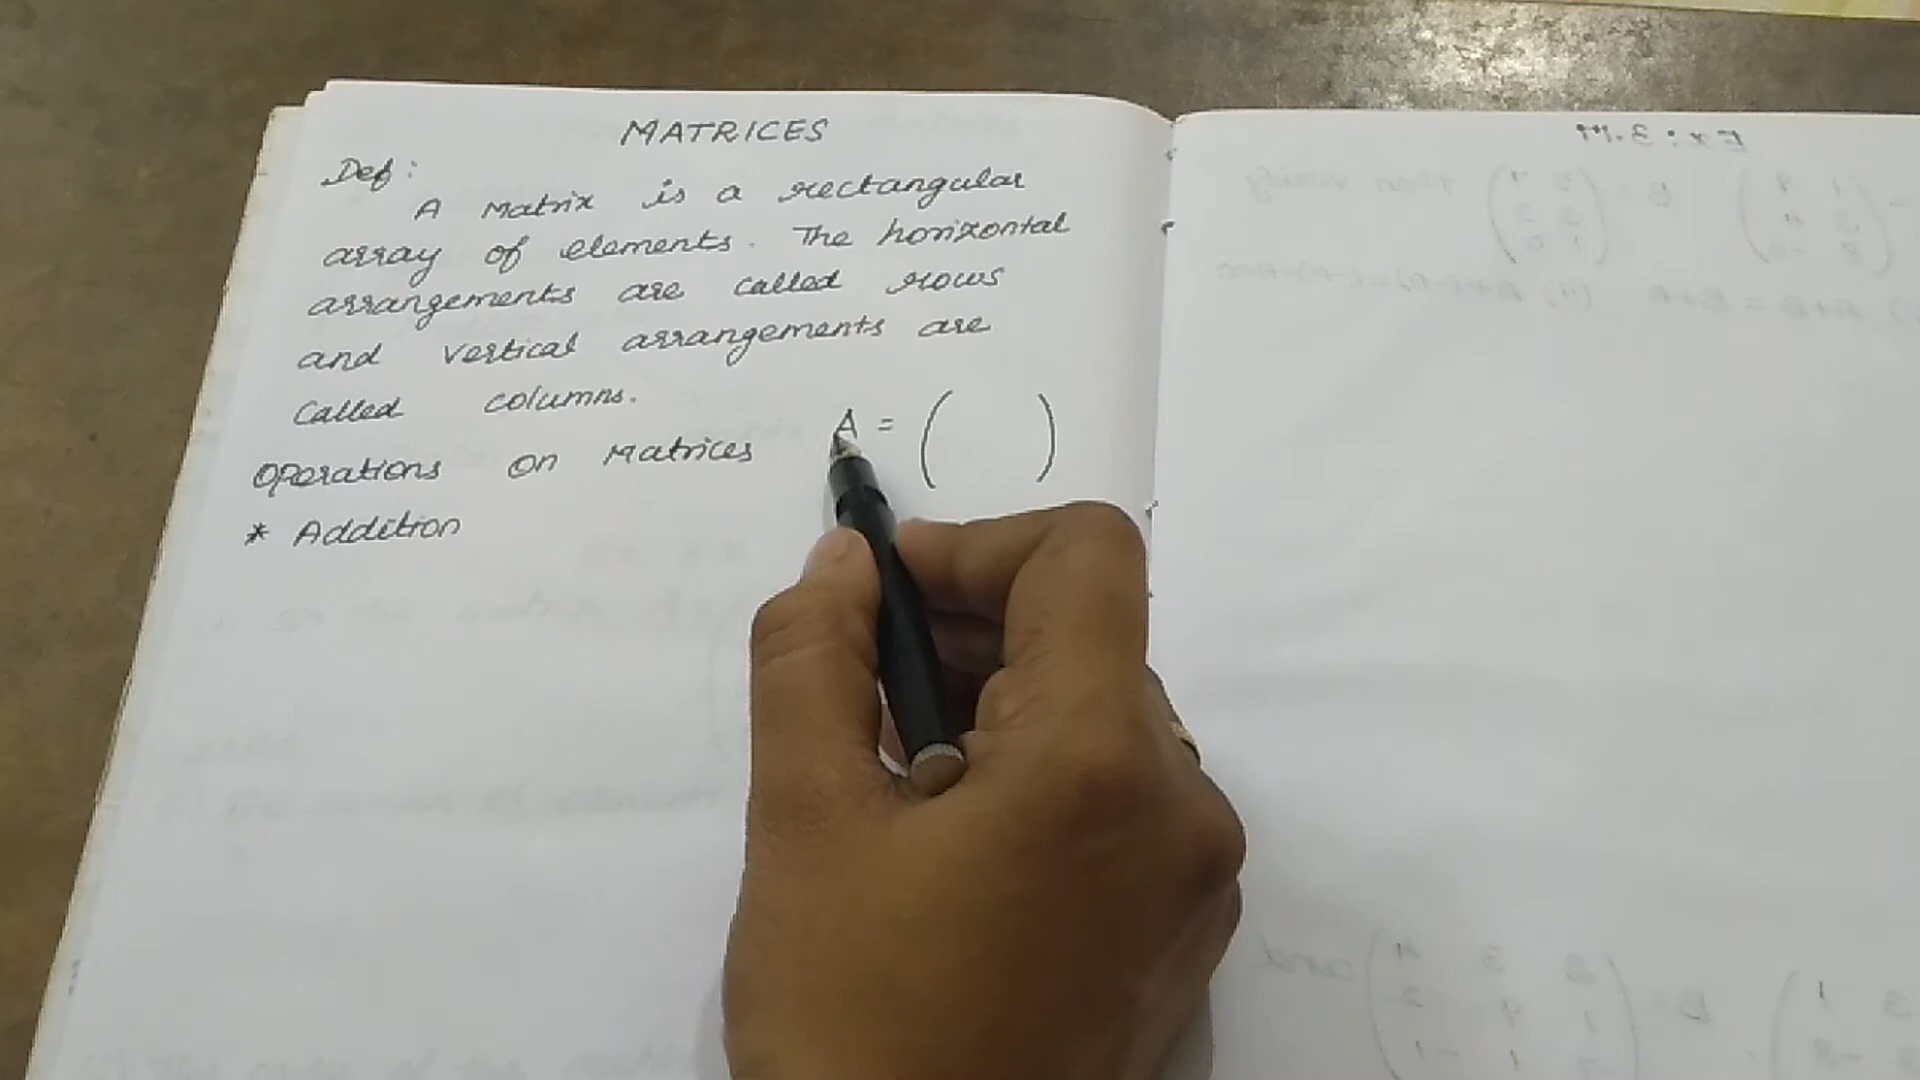 MATRICES
Def:
A Matrix is a rectangular
array of elements. The horizontal
arrangements are called rows
and vertical arrangements are
called columns.
A = ( )
Operations on Matrices
* Addition